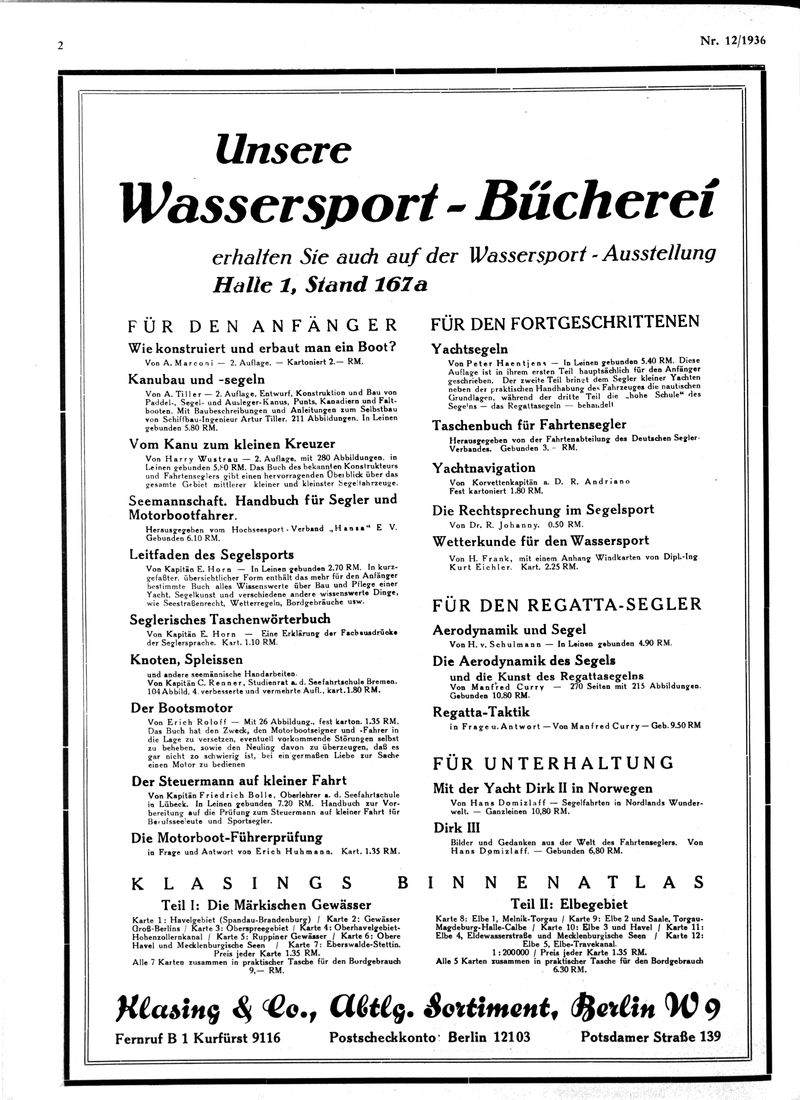 2
Nr. 12/1936
Unsere
Wassersport-Bücherei
erhalten Sie auch auf der Wassersport-Ausstellung
Halle 1, Stand 167a
FÜR DEN ANFÄNGER
Wie konstruiert und erbaut man ein Boot?
Von A. Marconi — 2. Auflage. — Kartoniert 2.— RM.
Kanubau und -segeln
Von A. Tiller — 2. Auflage, Entwurf, Konstruktion und Bau von
Paddel-, Segel- und Ausleger-Kanus, Punts, Kanadiern und Falt-
booten. Mit Baubeschreibungen und Anleitungen zum Selbstbau
von Schiffbau-Ingenieur Artur Tiller. 211 Abbildungen. In Leinen
gebunden 5.80 RM.
Vom Kanu zum kleinen Kreuzer
Von Harry Wustrau — 2. Auflage, mit 280 Abbildungen, in
Leinen gebunden 5.80 RM. Das Buch des bekannten Konstrukteurs
und Fahrtenseglers gibt einen hervorragenden Überblick über das
gesamte Gebiet mittlerer kleiner und kleinster Segelfahrzeuge.
Seemannschaft. Handbuch für Segler und
Motorbootfahrer.
Herausgegeben vom Hochseesport-Verband „Hansa" E V.
Gebunden 6.10 RM.
Leitfaden des Segelsports
Von Kapitän E. Horn — In Leinen gebunden 2.70 RM. In kurz-
gefaßter, übersichtlicher Form enthält das mehr für den Anfänger
bestimmte Buch alles Wissenswerte über Bau und Pflege einer
Yacht, Segelkunst und verschiedene andere wissenswerte Dinge,
wie Seestraßenrecht, Wetterregeln, Bordgebräuche usw.
Seglerisches Taschenwörterbuch
Von Kapitän E. Horn — Eine Erklärung der Fachausdrücke
der Seglersprache. Kart. 1.10 RM.
Knoten, Spleissen
und andere seemännische Handarbeiten.
Von Kapitän C. Renner, Studienrat a. d. Seefahrtschule Bremen.
104 Abbild. 4. verbesserte und vermehrte Aufl., kart. 1.80 RM.
Der Bootsmotor
Von Erich Roloff — Mit 26 Abbildung., fest karton. 1.35 RM.
Das Buch hat den Zweck, den Motorbootseigner und -Fahrer in
die Lage zu versetzen, eventuell vorkommende Störungen selbst
zu beheben, sowie den Neuling davon zu überzeugen, daß es
gar nicht zo schwierig ist, bei eingermaßen Liebe zur Sache
einen Motor zu bedienen
Der Steuermann auf kleiner Fahrt
Von Kapitän Friedrich Bolle, Oberlehrer a. d. Seefahrtschule
in Lübeck. In Leinen gebunden 7.20 RM. Handbuch zur Vor-
bereitung auf die Prüfung zum Steuermann auf kleiner Fahrt für
Berufsseeleute und Sportsegler.
Die Motorboot-Führerprüfung
in Frage und Antwort von Erich Huhmann. Kart. 1.35 RM.
FÜR DEN FORTGESCHRITTENEN
Yachtsegeln
Von Peter Haentjens — In Leinen gebunden 5.40 RM. Diese
Auflage ist in ihrem ersten Teil hauptsächlich für den Anfänger
geschrieben. Der zweite Teil bringt dem Segler kleiner Yachten
neben der praktischen Handhabung des Fahrzeuges die nautischen
Grundlagen, während der dritte Teil die „hohe Schule" des
Segelns — das Regattasegeln — behandelt
Taschenbuch für Fahrtensegler
Herausgegeben von der Fahrtenabteilung des Deutschen Segler-
Verbandes. Gebunden 3.— RM.
Yachtnavigation
Von Korvettenkapitän a. D. R. Andriano
Fest kartoniert 1.80 RM.
Die Rechtsprechung im Segelsport
Von Dr. R. Johanny. 0.50 RM.
Wetterkunde für den Wassersport
Von H. Frank, mit einem Anhang Windkarten von Dipl.-Ing
Kurt Eichler. Kart. 2.25 RM.
FÜR DEN REGATTA-SEGLER
Aerodynamik und Segel
Von H. v. Schulmann — In Leinen gebunden 4.90 RM.
Die Aerodynamik des Segels
und die Kunst des Regattasegelns
Von Manfred Curry — 270 Seiten mit 215 Abbildungen.
Gebunden 10.80 RM.
Regatta-Taktik
in Frage u. Antwort — Von Manfred Curry — Geb. 9.50 RM
FÜR UNTERHALTUNG
Mit der Yacht Dirk II in Norwegen
Von Hans Domizlaff — Segelfahrten in Nordlands Wunder-
welt. — Ganzleinen 10,80 RM.
Dirk III
Bilder und Gedanken aus der Welt des Fahrtenseglers. Von
Hans Domizlaff. — Gebunden 6,80 RM.
KLASINGS BINNENATLAS
Teil I: Die Märkischen Gewässer
Karte 1: Havelgebiet (Spandau-Brandenburg) / Karte 2: Gewässer
Groß-Berlins / Karte 3: Oberspreegebiet / Karte 4: Oberhavelgebiet-
Hohenzollernkanal / Karte 5: Ruppiner Gewässer / Karte 6: Obere
Havel und Mecklenburgische Seen / Karte 7: Eberswalde-Stettin.
Preis jeder Karte 1.35 RM.
Alle 7 Karten zusammen in praktischer Tasche für den Burdgebrauch
9.— RM.
Teil II: Elbegebiet
Karte 8: Elbe 1, Melnik-Torgau / Karte 9: Elbe 2 und Saale, Torgau-
Magdeburg-Halle-Calbe / Karte 10: Elbe 3 und Havel / Karte 11:
Elbe 4, Eldewasserstraße und Mecklenburgische Seen / Karte 12:
Elbe 5, Elbe-Travekanal.
1:200000 / Preis jeder Karte 1.35 RM.
Alle 5 Karten zusammen in praktischer Tasche für den Bordgebrauch
6.30 RM.
Klasing & Co., Abtlg. Sortiment, Berlin W 9
Fernruf B 1 Kurfürst 9116 Postscheckkonto Berlin 12103 Potsdamer Straße 139